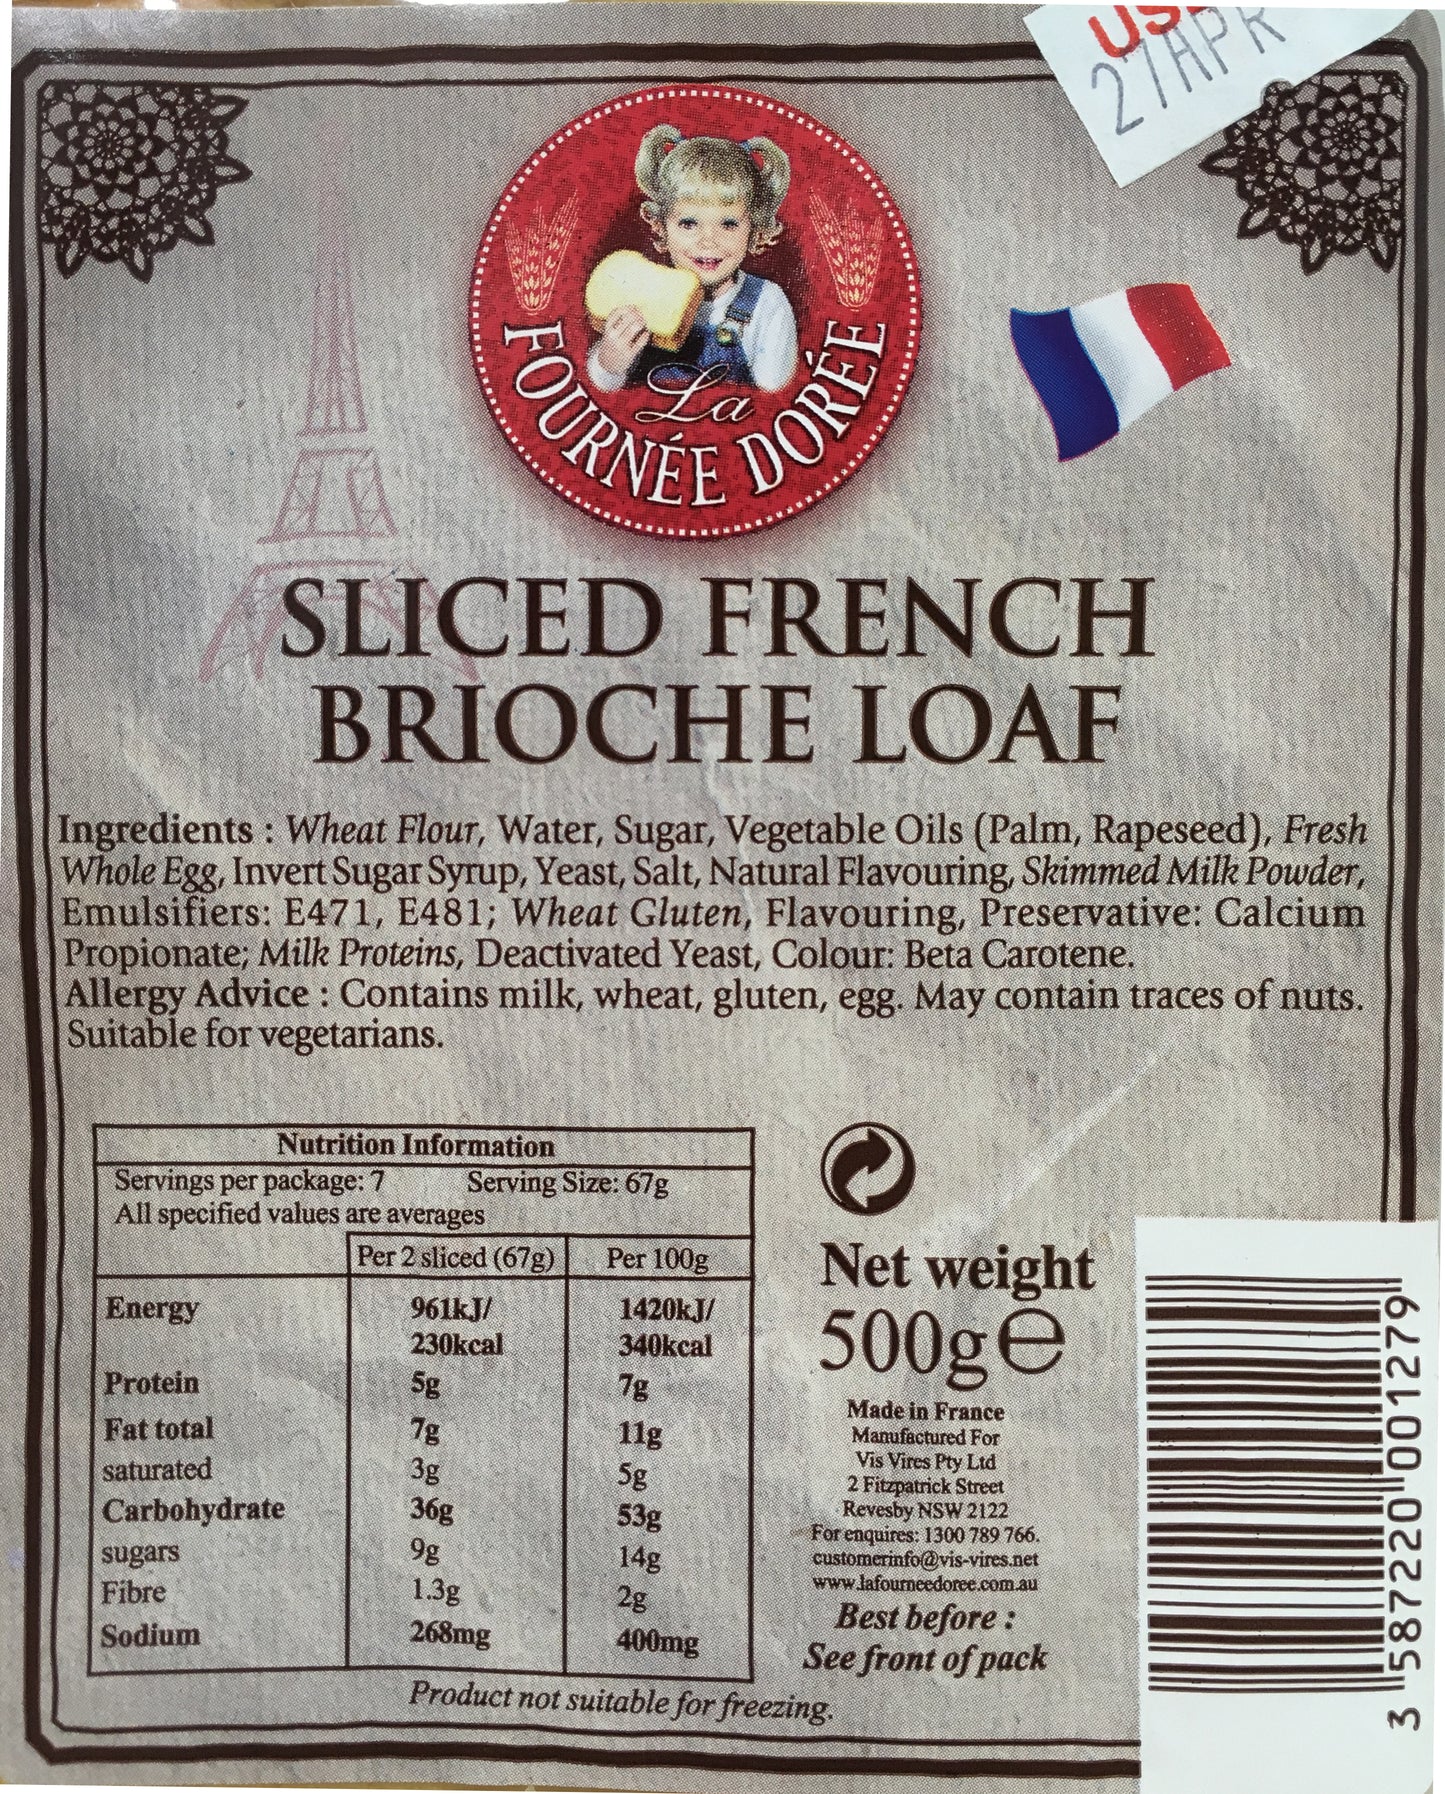 27APR
La
FOURNÉE DORÉE
SLICED FRENCH
BRIOCHE LOAF
Ingredients : Wheat Flour, Water, Sugar, Vegetable Oils (Palm, Rapeseed), Fresh
Whole Egg, Invert Sugar Syrup, Yeast, Salt, Natural Flavouring, Skimmed Milk Powder,
Emulsifiers: E471, E481; Wheat Gluten, Flavouring, Preservative: Calcium
Propionate; Milk Proteins, Deactivated Yeast, Colour: Beta Carotene.
Allergy Advice : Contains milk, wheat, gluten, egg. May contain traces of nuts.
Suitable for vegetarians.
Nutrition Information
Servings per package: 7 Serving Size: 67g
All specified values are averages
Per 2 sliced (67g) Per 100g
Energy 961kJ/ 1420kJ/
230kcal 340kcal
Protein 5g 7g
Fat total 7g 11g
saturated 3g 5g
Carbohydrate 36g 53g
sugars 9g 14g
Fibre 1.3g 2g
Sodium 268mg 400mg
Product not suitable for freezing.
Net weight
500g e
Made in France
Manufactured For
Vis Vires Pty Ltd
2 Fitzpatrick Street
Revesby NSW 2122
For enquires: 1300 789 766.
customerinfo@vis-vires.net
www.lafourneedoree.com.au
Best before :
See front of pack
3 587220 001279